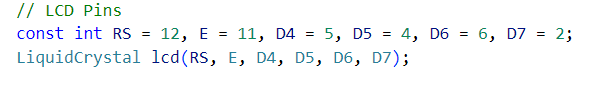 // LCD Pins
const int RS = 12, E = 11, D4 = 5, D5 = 4, D6 = 6, D7 = 2;
LiquidCrystal lcd(RS, E, D4, D5, D6, D7);